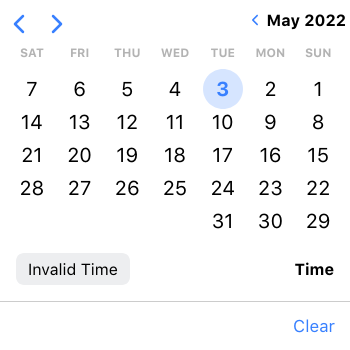 May 2022
SAT FRI THU WED TUE MON SUN
7 6 5 4 3 2 1
14 13 12 11 10 9 8
21 20 19 18 17 16 15
28 27 26 25 24 23 22
31 30 29
Invalid Time Time
Clear